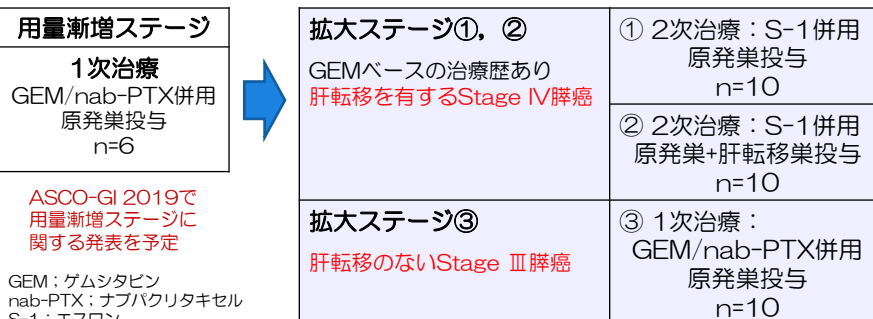 用量漸増ステージ
1次治療
GEM/nab-PTX併用
原発巣投与
n=6
ASCO-GI 2019で
用量漸増ステージに
関する発表を予定
GEM；ゲムシタビン
nab-PTX；ナブパクリタキセル
S-1；エスワン
拡大ステージ①，②
GEMベースの治療歴あり
肝転移を有するStage Ⅳ膵癌
① 2次治療：S-1併用
原発巣投与
n=10
② 2次治療：S-1併用
原発巣+肝転移巣投与
n=10
拡大ステージ③
肝転移のないStage Ⅲ膵癌
③ 1次治療：
GEM/nab-PTX併用
原発巣投与
n=10